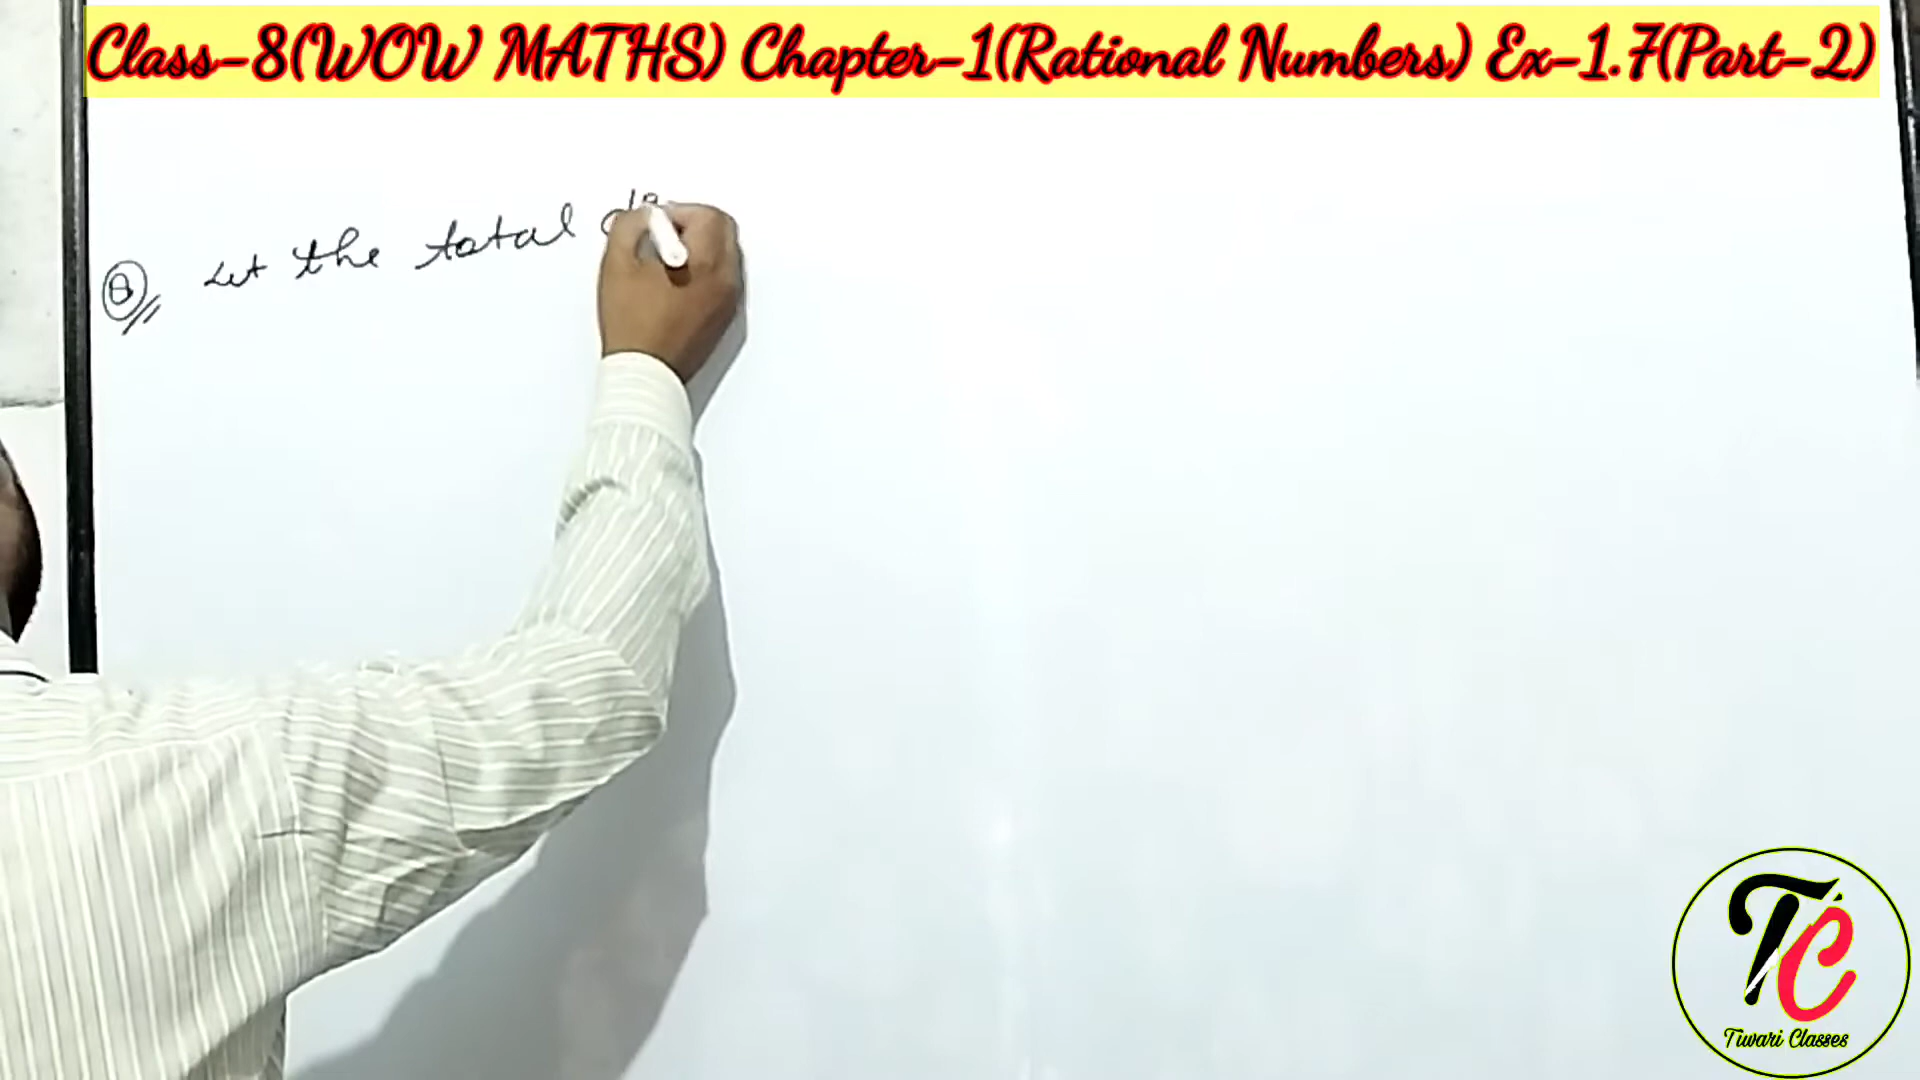 Class-8(WOW MATHS) Chapter-1(Rational Numbers) Ex-1.7(Part-2)
8 Let the total
TC
Tiwari Classes